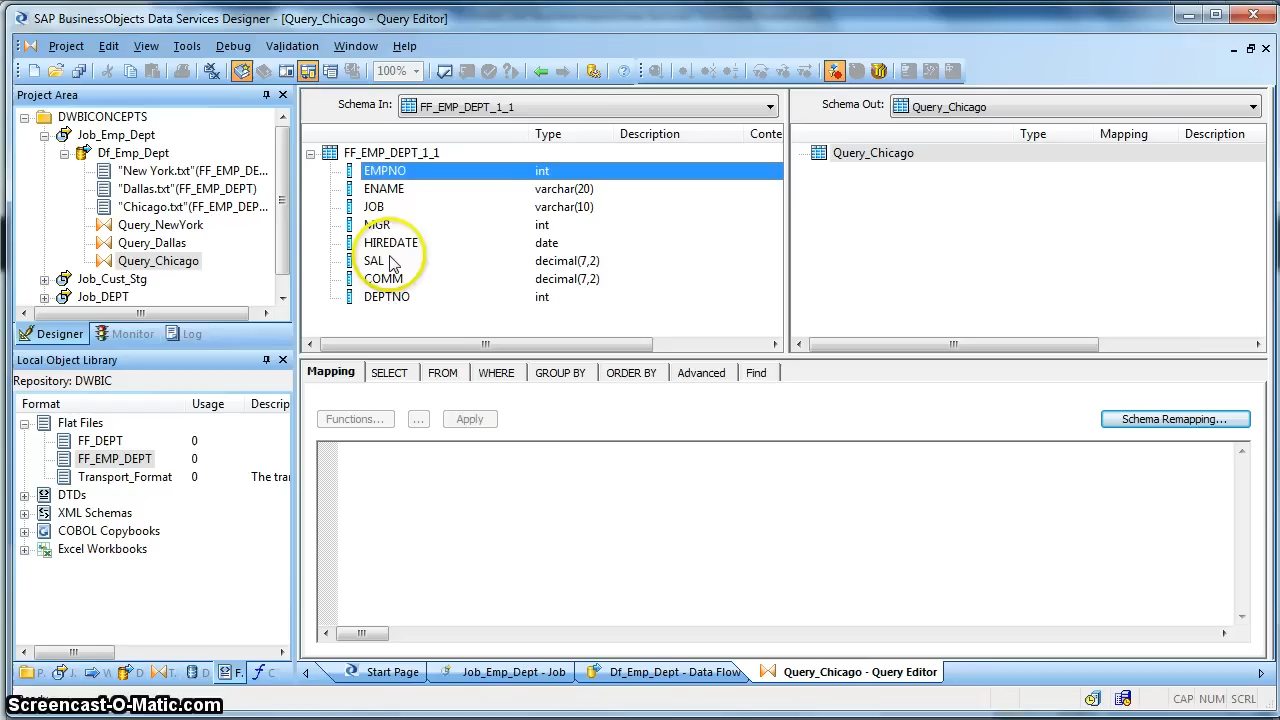 SAP BusinessObjects Data Services Designer - [Query_Chicago - Query Editor]
Project Edit View Tools Debug Validation Window Help
100%
Project Area
DWBICONCEPTS
Job_Emp_Dept
Df_Emp_Dept
"New York.txt"(FF_EMP_DE...
"Dallas.txt"(FF_EMP_DEPT)
"Chicago.txt"(FF_EMP_DEP...
Query_NewYork
Query_Dallas
Query_Chicago
Job_Cust_Stg
Job_DEPT
Designer Monitor Log
Local Object Library
Repository: DWBIC
Format Usage Descrip
Flat Files
FF_DEPT 0
FF_EMP_DEPT 0
Transport_Format 0 The tran
DTDs
XML Schemas
COBOL Copybooks
Excel Workbooks
P. J. W D T. D F. C
Schema In: FF_EMP_DEPT_1_1
Type Description Conte
FF_EMP_DEPT_1_1
EMPNO int
ENAME varchar(20)
JOB varchar(10)
MGR int
HIREDATE date
SAL decimal(7,2)
COMM decimal(7,2)
DEPTNO int
Schema Out: Query_Chicago
Type Mapping Description
Query_Chicago
Mapping SELECT FROM WHERE GROUP BY ORDER BY Advanced Find
Functions... ... Apply Schema Remapping...
Start Page Job_Emp_Dept - Job Df_Emp_Dept - Data Flow Query_Chicago - Query Editor
CAP NUM SCRL
Screencast-O-Matic.com